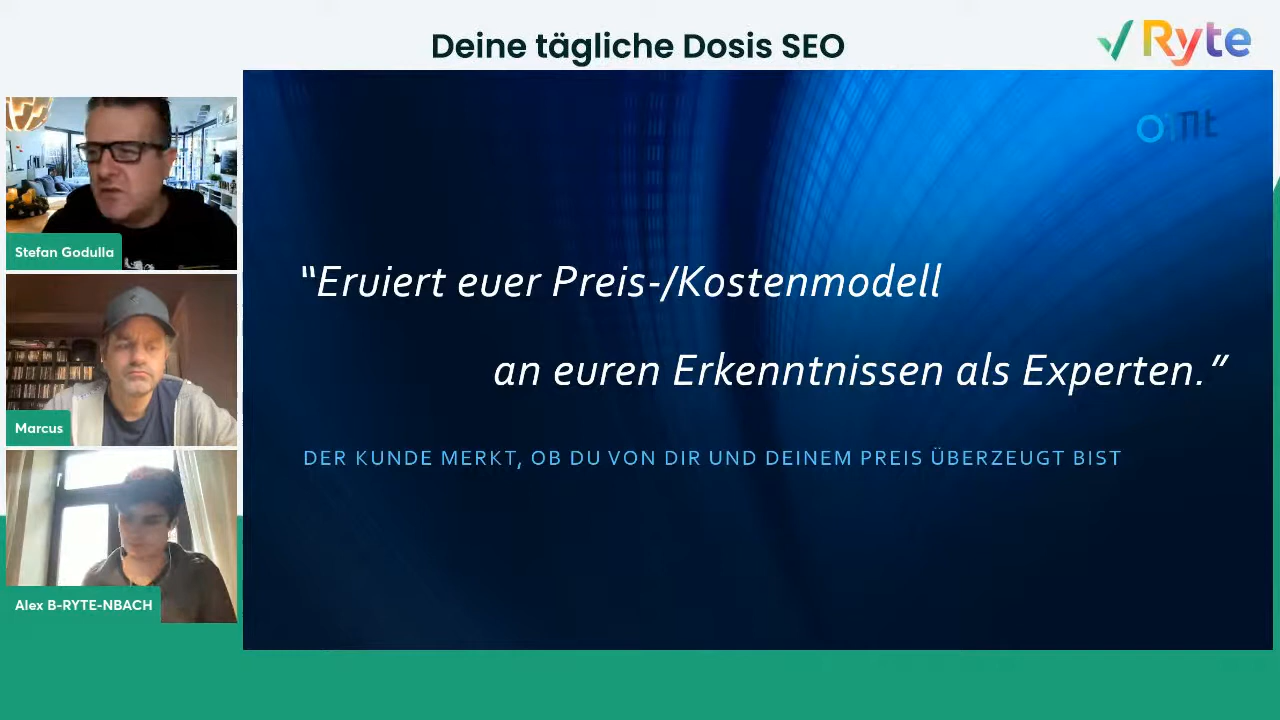 Deine tägliche Dosis SEO
Ryte
Stefan Godulla
Marcus
Alex B-RYTE-NBACH
“Eruiert euer Preis-/Kostenmodell
an euren Erkenntnissen als Experten.”
DER KUNDE MERKT, OB DU VON DIR UND DEINEM PREIS ÜBERZEUGT BIST